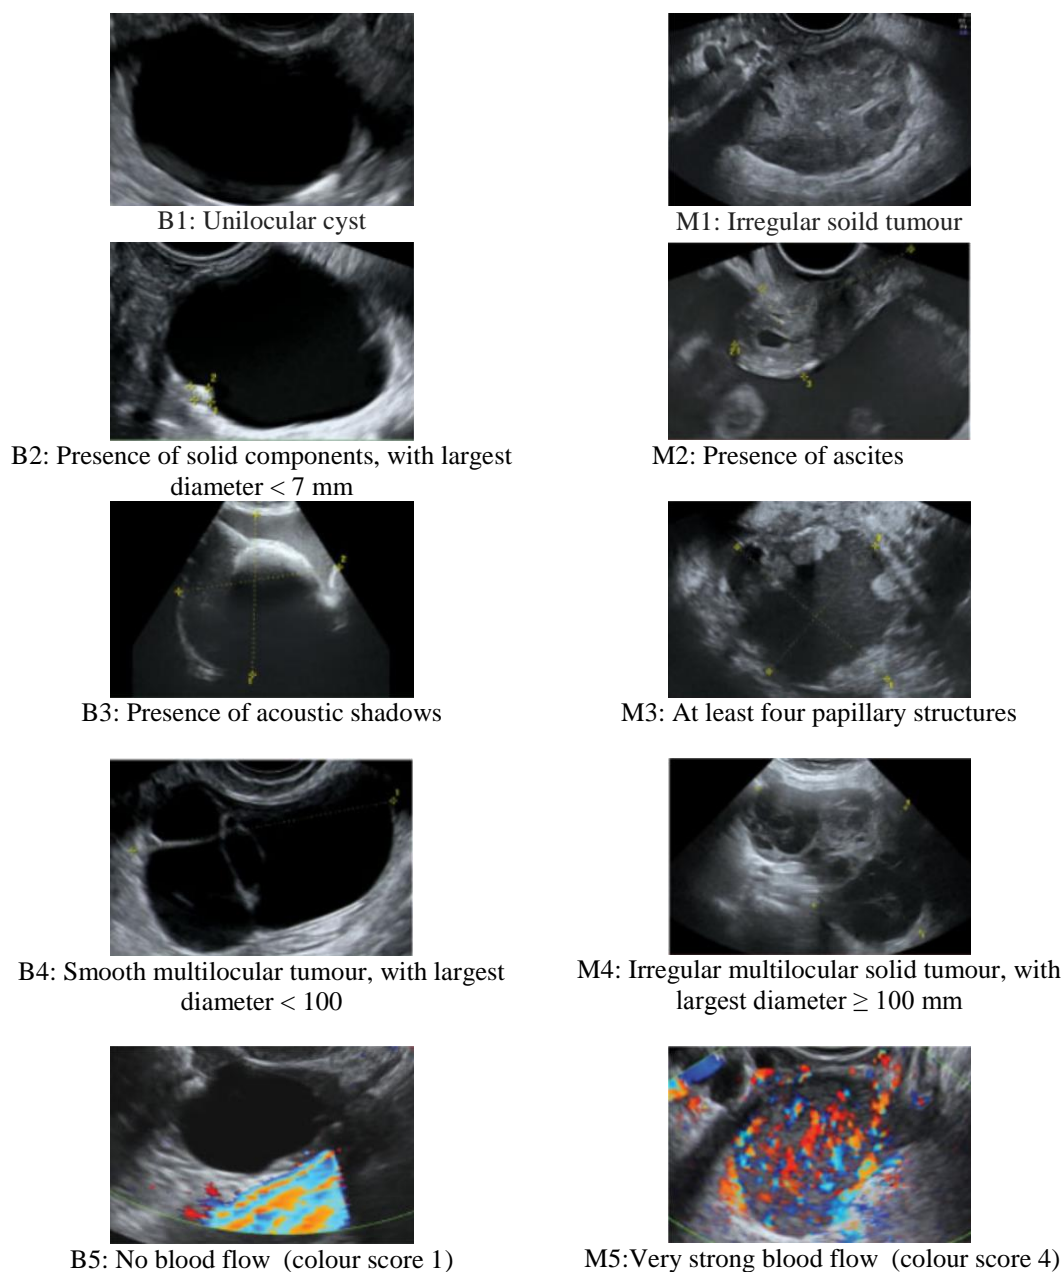 B1: Unilocular cyst
M1: Irregular soild tumour
B2: Presence of solid components, with largest
diameter < 7 mm
M2: Presence of ascites
B3: Presence of acoustic shadows
M3: At least four papillary structures
B4: Smooth multilocular tumour, with largest
diameter < 100
M4: Irregular multilocular solid tumour, with
largest diameter ≥ 100 mm
B5: No blood flow (colour score 1)
M5:Very strong blood flow (colour score 4)